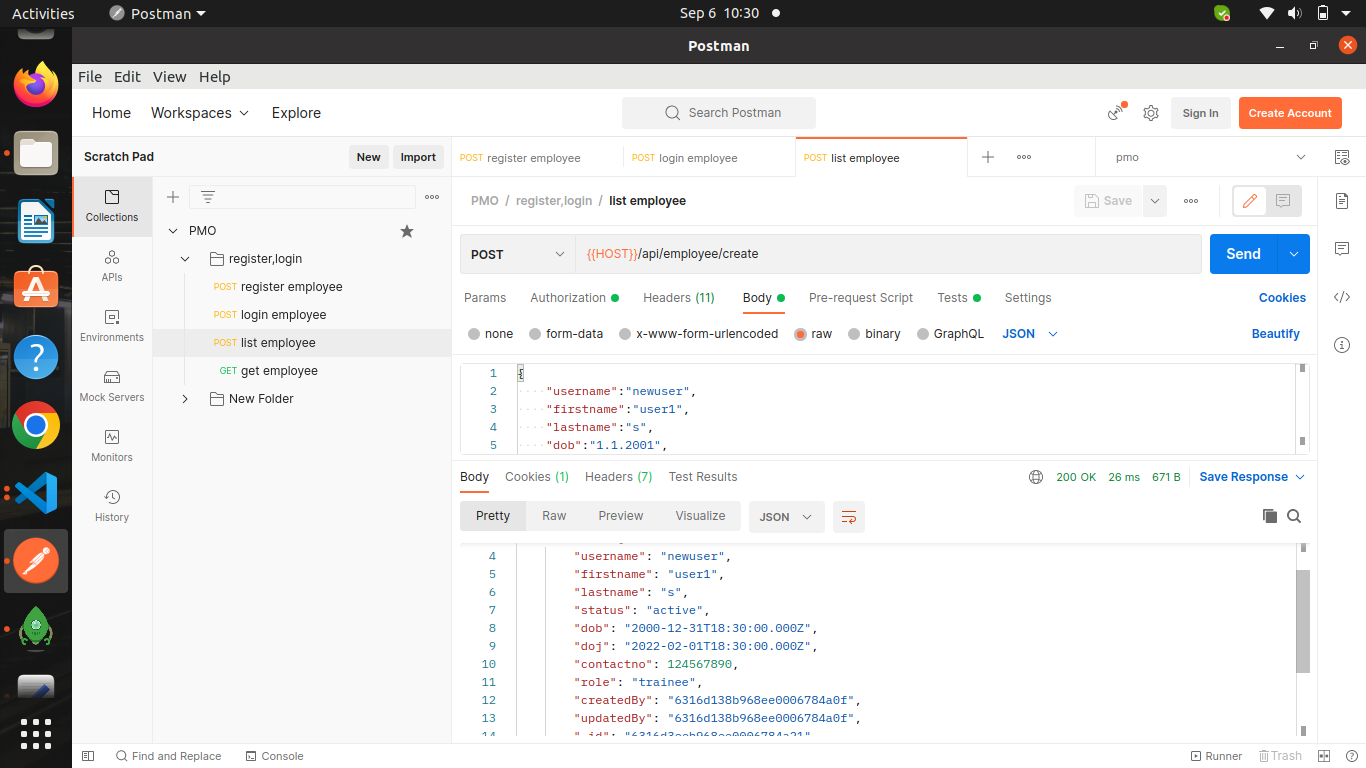 Activities Postman Sep 6 10:30
Postman
File Edit View Help
Home Workspaces Explore Search Postman Sign In Create Account
Scratch Pad New Import POST register employee POST login employee POST list employee pmo
Collections
APIs
Environments
Mock Servers
Monitors
History
PMO
register,login
POST register employee
POST login employee
POST list employee
GET get employee
New Folder
PMO / register,login / list employee Save
POST {{HOST}}/api/employee/create Send
Params Authorization Headers (11) Body Pre-request Script Tests Settings Cookies
none form-data x-www-form-urlencoded raw binary GraphQL JSON Beautify
1 {
2 "username":"newuser",
3 "firstname":"user1",
4 "lastname":"s",
5 "dob":"1.1.2001",
Body Cookies (1) Headers (7) Test Results 200 OK 26 ms 671 B Save Response
Pretty Raw Preview Visualize JSON
4 "username": "newuser",
5 "firstname": "user1",
6 "lastname": "s",
7 "status": "active",
8 "dob": "2000-12-31T18:30:00.000Z",
9 "doj": "2022-02-01T18:30:00.000Z",
10 "contactno": 124567890,
11 "role": "trainee",
12 "createdBy": "6316d138b968ee0006784a0f",
13 "updatedBy": "6316d138b968ee0006784a0f",
14
Find and Replace Console Runner Trash